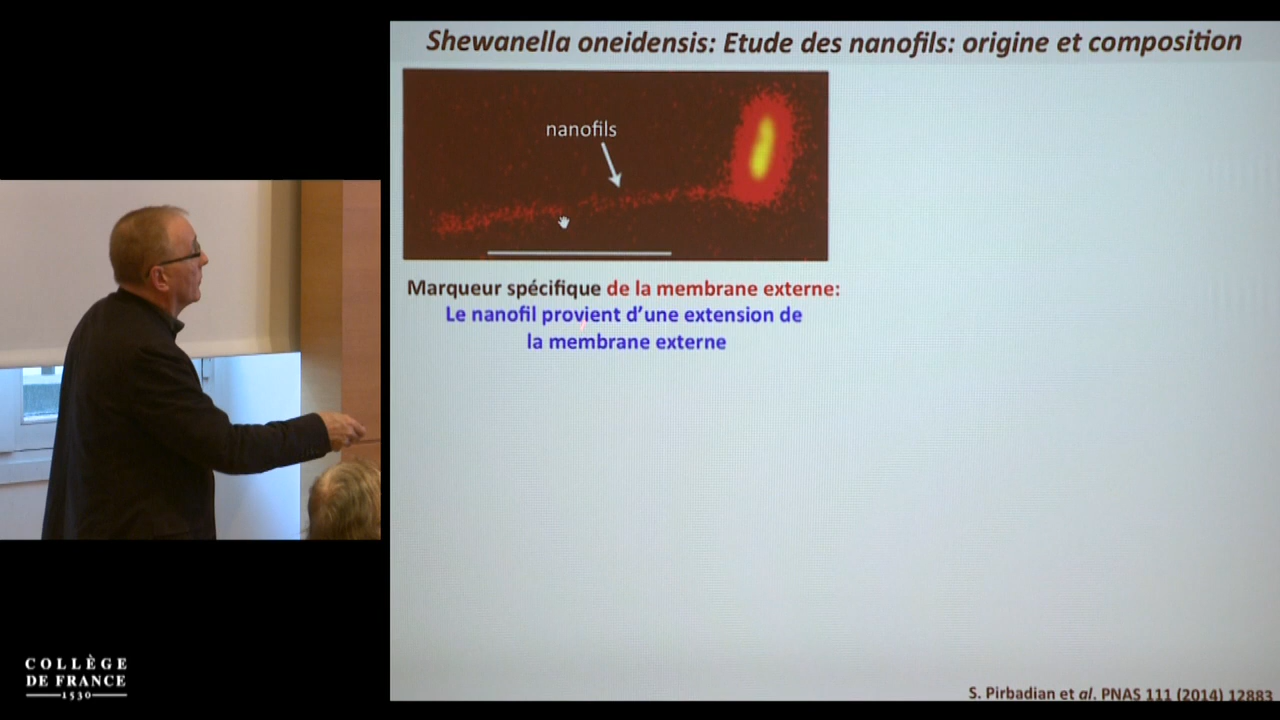 Shewanella oneidensis: Etude des nanofils: origine et composition
nanofils
Marqueur spécifique de la membrane externe:
Le nanofil provient d’une extension de
la membrane externe
S. Pirbadian et al. PNAS 111 (2014) 12883
COLLÈGE
DE FRANCE
1530